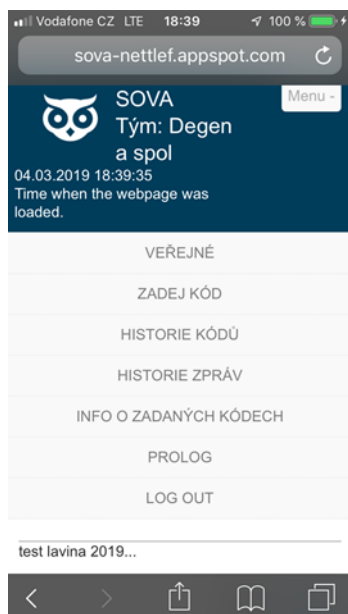 Vodafone CZ LTE 18:39 100 %
sova-nettlef.appspot.com
SOVA
Menu -
Tým: Degen
a spol
04.03.2019 18:39:35
Time when the webpage was
loaded.
VEŘEJNÉ
ZADEJ KÓD
HISTORIE KÓDŮ
HISTORIE ZPRÁV
INFO O ZADANÝCH KÓDECH
PROLOG
LOG OUT
test lavina 2019...